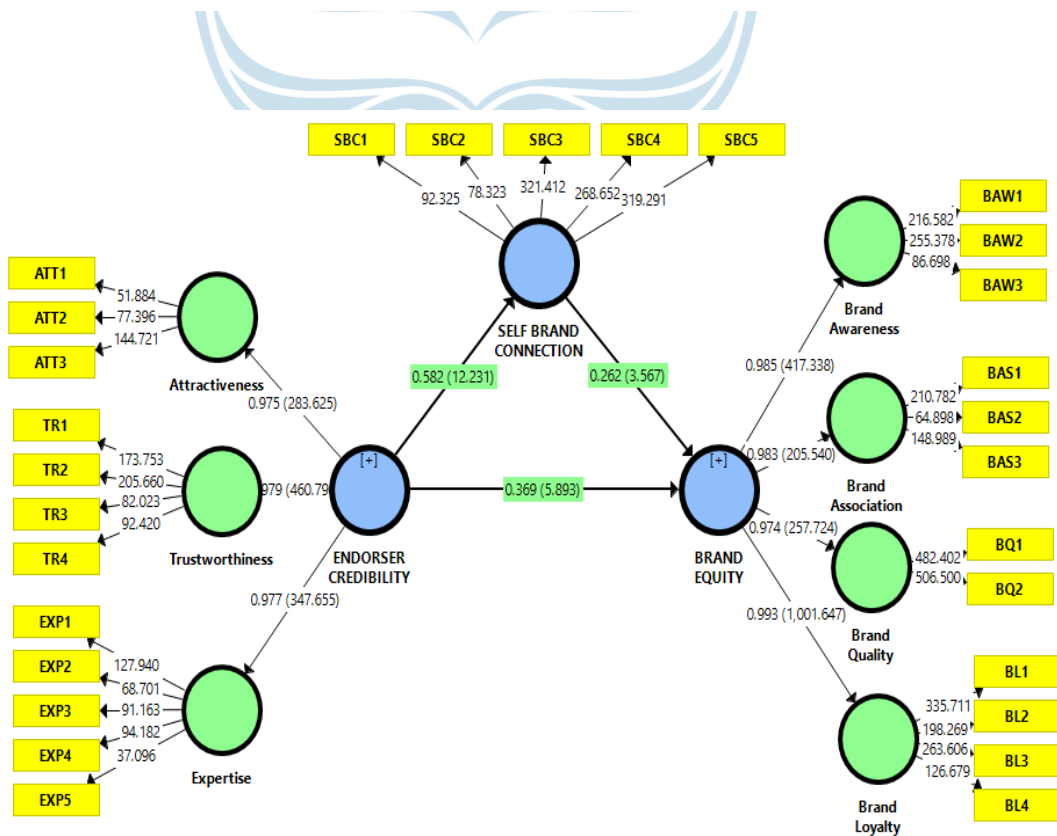 SBC1 SBC2 SBC3 SBC4 SBC5
92.325 78.323 321.412 268.652 319.291
SELF BRAND
CONNECTION
ATT1
ATT2
ATT3
51.884
77.396
144.721
Attractiveness
0.975 (283.625)
TR1
TR2
TR3
TR4
173.753
205.660
82.023
92.420
Trustworthiness
979 (460.79
EXP1
EXP2
EXP3
EXP4
EXP5
127.940
68.701
91.163
94.182
37.096
Expertise
0.977 (347.655)
[+]
ENDORSER
CREDIBILITY
0.582 (12.231)
0.262 (3.567)
0.369 (5.893)
[+]
BRAND
EQUITY
0.985 (417.338)
Brand
Awareness
216.582
255.378
86.698
BAW1
BAW2
BAW3
0.983 (205.540)
Brand
Association
210.782
64.898
148.989
BAS1
BAS2
BAS3
0.974 (257.724)
Brand
Quality
482.402
506.500
BQ1
BQ2
0.993 (1,001.647)
Brand
Loyalty
335.711
198.269
263.606
126.679
BL1
BL2
BL3
BL4